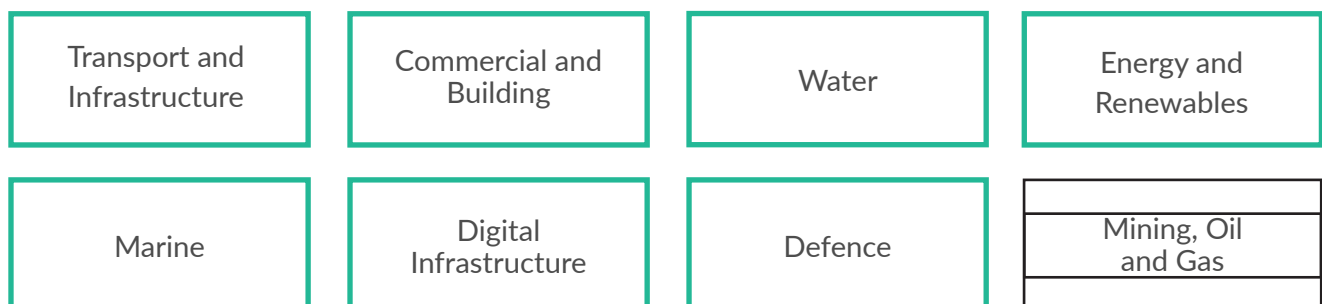 Transport and
Infrastructure
Commercial and
Building
Water
Energy and
Renewables
Marine
Digital
Infrastructure
Defence
Mining, Oil
and Gas